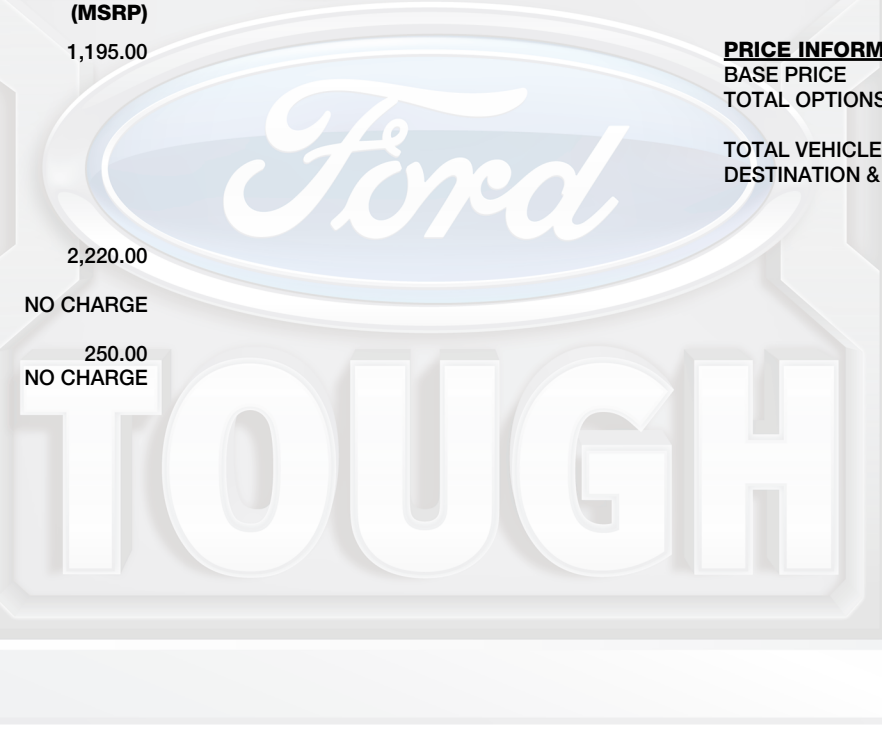 (MSRP)
1,195.00
2,220.00
NO CHARGE
250.00
NO CHARGE
PRICE INFORM
BASE PRICE
TOTAL OPTIONS
TOTAL VEHICLE
DESTINATION &
Ford
TOUGH